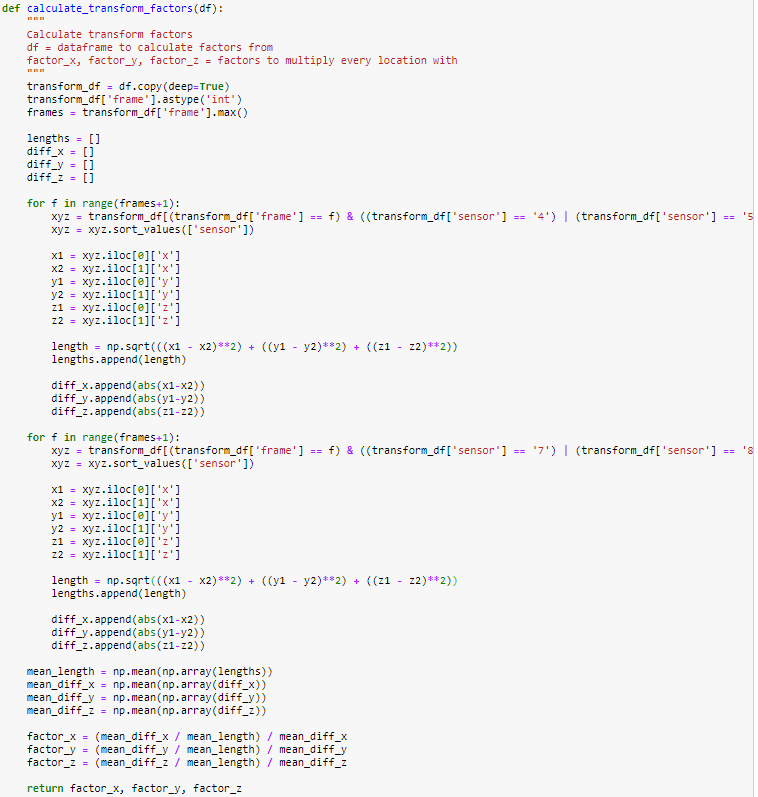 def calculate_transform_factors(df):
    """
    Calculate transform factors
    df = dataframe to calculate factors from
    factor_x, factor_y, factor_z = factors to multiply every location with
    """
    transform_df = df.copy(deep=True)
    transform_df['frame'].astype('int')
    frames = transform_df['frame'].max()

    lengths = []
    diff_x = []
    diff_y = []
    diff_z = []

    for f in range(frames+1):
        xyz = transform_df[(transform_df['frame'] == f) & ((transform_df['sensor'] == '4') | (transform_df['sensor'] == '5
        xyz = xyz.sort_values(['sensor'])

        x1 = xyz.iloc[0]['x']
        x2 = xyz.iloc[1]['x']
        y1 = xyz.iloc[0]['y']
        y2 = xyz.iloc[1]['y']
        z1 = xyz.iloc[0]['z']
        z2 = xyz.iloc[1]['z']

        length = np.sqrt(((x1 - x2)**2) + ((y1 - y2)**2) + ((z1 - z2)**2))
        lengths.append(length)

        diff_x.append(abs(x1-x2))
        diff_y.append(abs(y1-y2))
        diff_z.append(abs(z1-z2))

    for f in range(frames+1):
        xyz = transform_df[(transform_df['frame'] == f) & ((transform_df['sensor'] == '7') | (transform_df['sensor'] == '8
        xyz = xyz.sort_values(['sensor'])

        x1 = xyz.iloc[0]['x']
        x2 = xyz.iloc[1]['x']
        y1 = xyz.iloc[0]['y']
        y2 = xyz.iloc[1]['y']
        z1 = xyz.iloc[0]['z']
        z2 = xyz.iloc[1]['z']

        length = np.sqrt(((x1 - x2)**2) + ((y1 - y2)**2) + ((z1 - z2)**2))
        lengths.append(length)

        diff_x.append(abs(x1-x2))
        diff_y.append(abs(y1-y2))
        diff_z.append(abs(z1-z2))

    mean_length = np.mean(np.array(lengths))
    mean_diff_x = np.mean(np.array(diff_x))
    mean_diff_y = np.mean(np.array(diff_y))
    mean_diff_z = np.mean(np.array(diff_z))

    factor_x = (mean_diff_x / mean_length) / mean_diff_x
    factor_y = (mean_diff_y / mean_length) / mean_diff_y
    factor_z = (mean_diff_z / mean_length) / mean_diff_z

    return factor_x, factor_y, factor_z